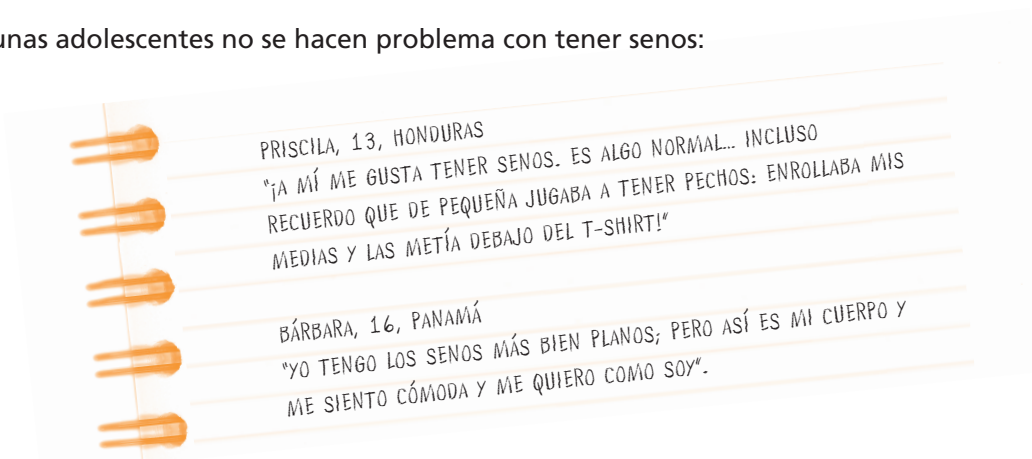 unas adolescentes no se hacen problema con tener senos:
PRISCILA, 13, HONDURAS
"¡A MÍ ME GUSTA TENER SENOS. ES ALGO NORMAL... INCLUSO
RECUERDO QUE DE PEQUEÑA JUGABA A TENER PECHOS: ENROLLABA MIS
MEDIAS Y LAS METÍA DEBAJO DEL T-SHIRT!"
BÁRBARA, 16, PANAMÁ
"YO TENGO LOS SENOS MÁS BIEN PLANOS; PERO ASÍ ES MI CUERPO Y
ME SIENTO CÓMODA Y ME QUIERO COMO SOY".